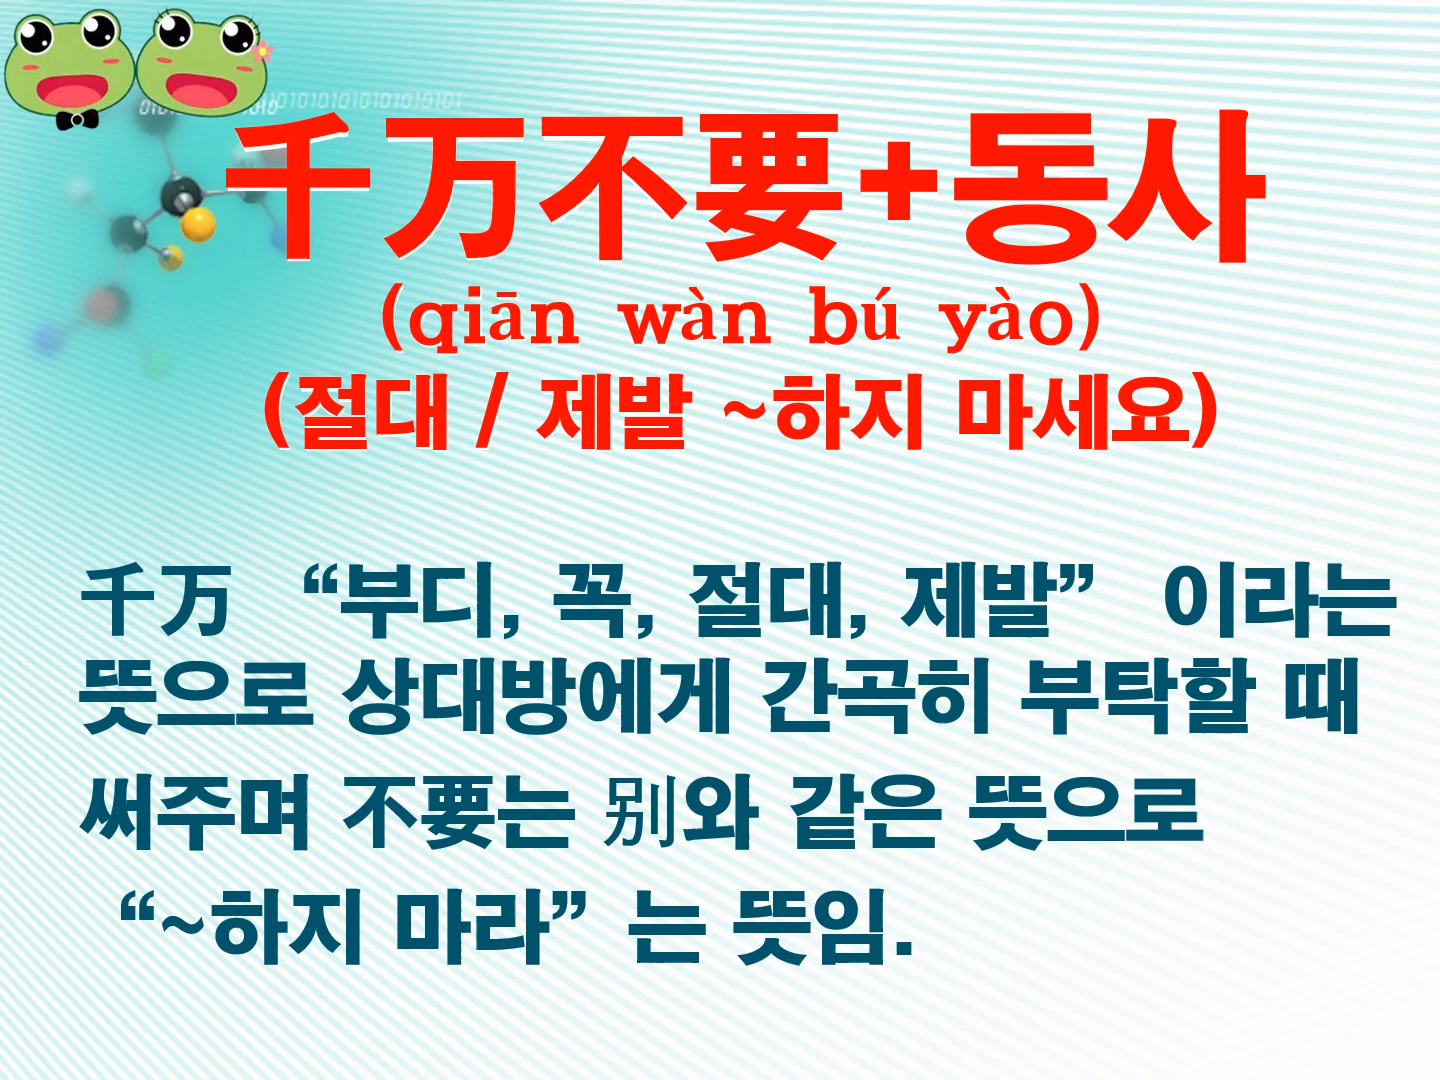 千万不要+동사
(qiān wàn bú yào)
(절대 / 제발 ~하지 마세요)
千万 “부디, 꼭, 절대, 제발” 이라는
뜻으로 상대방에게 간곡히 부탁할 때
써주며 不要는 别와 같은 뜻으로
“~하지 마라” 는 뜻임.